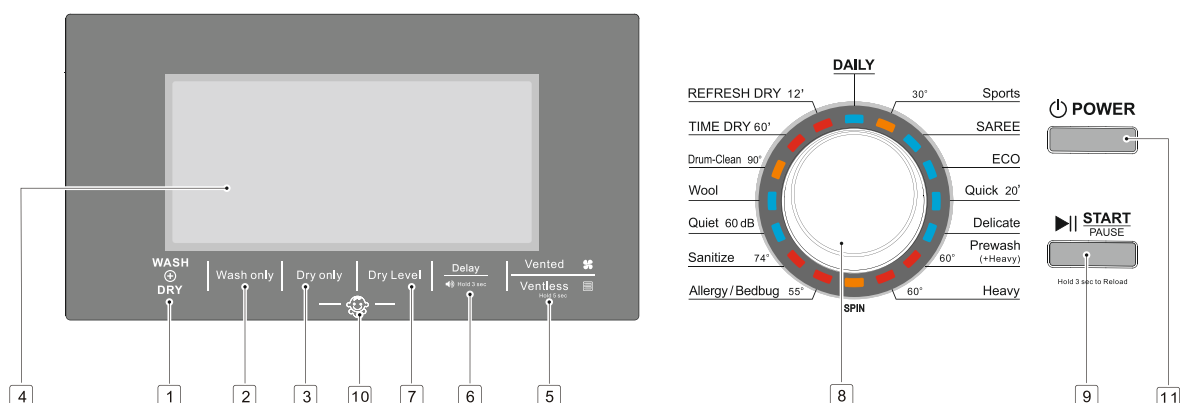 DAILY
REFRESH DRY 12'
30° Sports
TIME DRY 60'
SAREE
Drum-Clean 90°
ECO
Wool
Quick 20'
Quiet 60 dB
Delicate
Sanitize 74°
60° Prewash
(+Heavy)
Allergy/Bedbug 55°
60° Heavy
SPIN
POWER
START
PAUSE
Hold 3 sec to Reload
WASH
DRY
Wash only
Dry only
Dry Level
Delay
Hold 3 sec
Vented
Ventless
Hold 5 sec
4
1
2
3
10
7
6
5
8
9
11